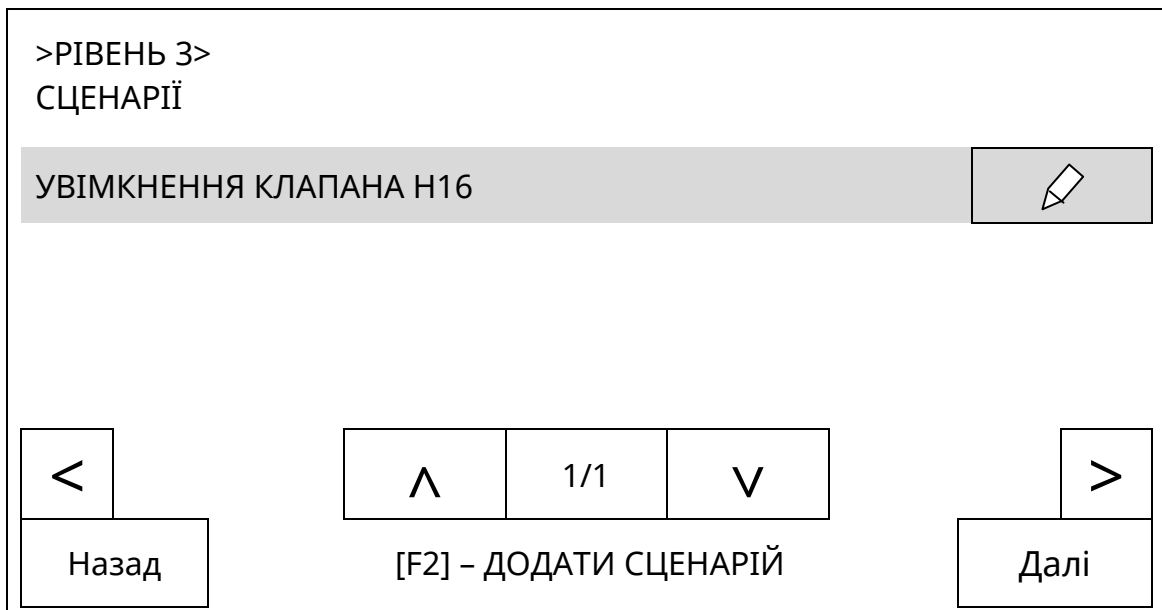 >РІВЕНЬ 3>
СЦЕНАРІЇ
УВІМКНЕННЯ КЛАПАНА Н16
< ˄ 1/1 ˅ >
Назад [F2] – ДОДАТИ СЦЕНАРІЙ Далі